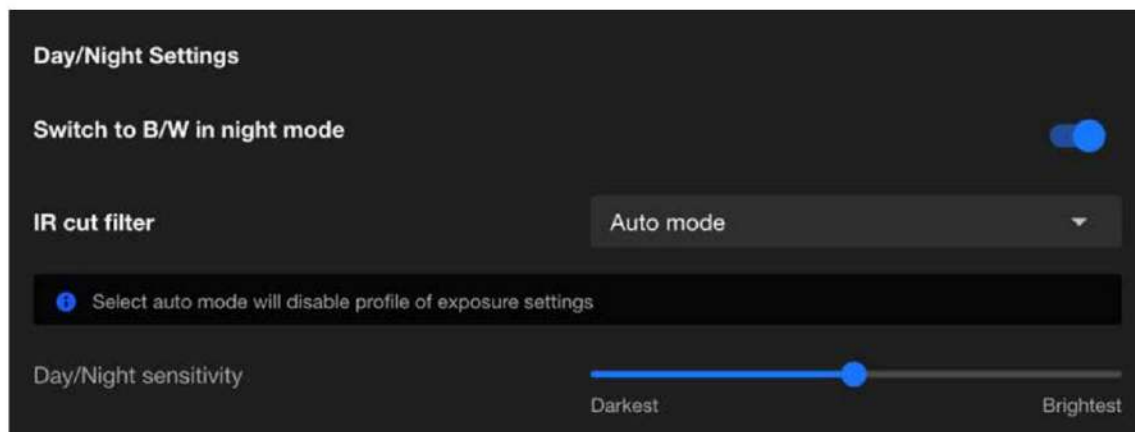 Day/Night Settings
Switch to B/W in night mode
IR cut filter
Auto mode
Select auto mode will disable profile of exposure settings
Day/Night sensitivity
Darkest
Brightest